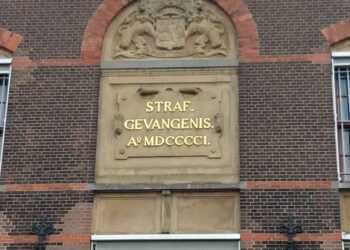 STRAF.
GEVANGENIS.
Aº MDCCCCI.